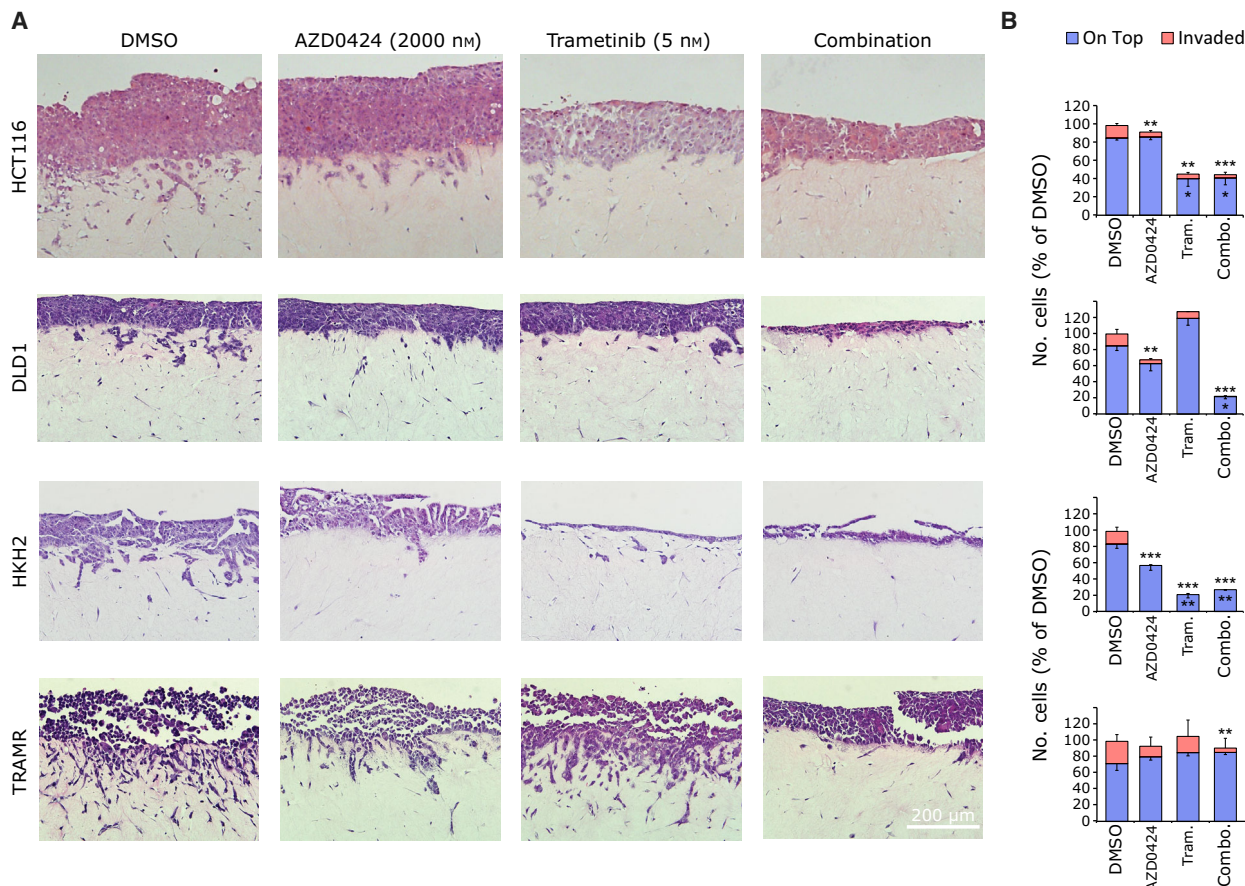 A
B
DMSO
AZD0424 (2000 nM)
Trametinib (5 nM)
Combination
On Top
Invaded
HCT116
DLD1
HKH2
TRAMR
200 µm
No. cells (% of DMSO)
120
100
80
60
40
20
0
**
**
*
***
*
DMSO
AZD0424
Tram.
Combo.
120
100
80
60
40
20
0
**
***
*
DMSO
AZD0424
Tram.
Combo.
No. cells (% of DMSO)
120
100
80
60
40
20
0
***
***
**
***
**
DMSO
AZD0424
Tram.
Combo.
120
100
80
60
40
20
0
**
DMSO
AZD0424
Tram.
Combo.